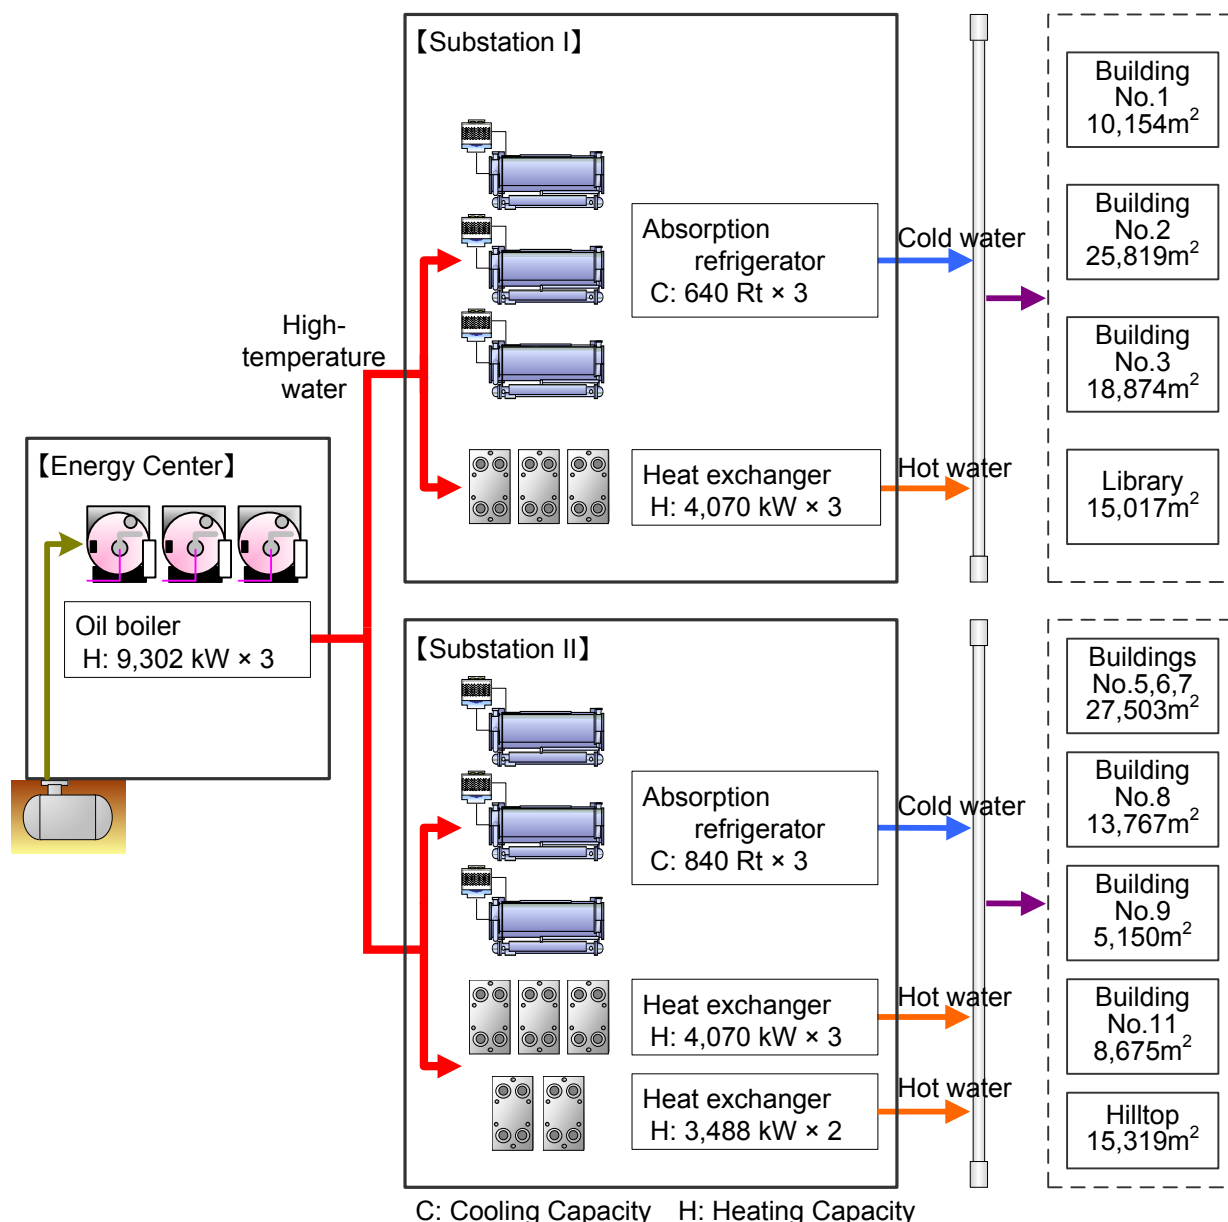 【Substation I】
Absorption
refrigerator
C: 640 Rt × 3
Cold water
Heat exchanger
H: 4,070 kW × 3
Hot water
Building
No.1
10,154m²
Building
No.2
25,819m²
Building
No.3
18,874m²
Library
15,017m²
High-
temperature
water
【Energy Center】
Oil boiler
H: 9,302 kW × 3
【Substation II】
Absorption
refrigerator
C: 840 Rt × 3
Cold water
Heat exchanger
H: 4,070 kW × 3
Hot water
Heat exchanger
H: 3,488 kW × 2
Hot water
Buildings
No.5,6,7
27,503m²
Building
No.8
13,767m²
Building
No.9
5,150m²
Building
No.11
8,675m²
Hilltop
15,319m²
C: Cooling Capacity H: Heating Capacity